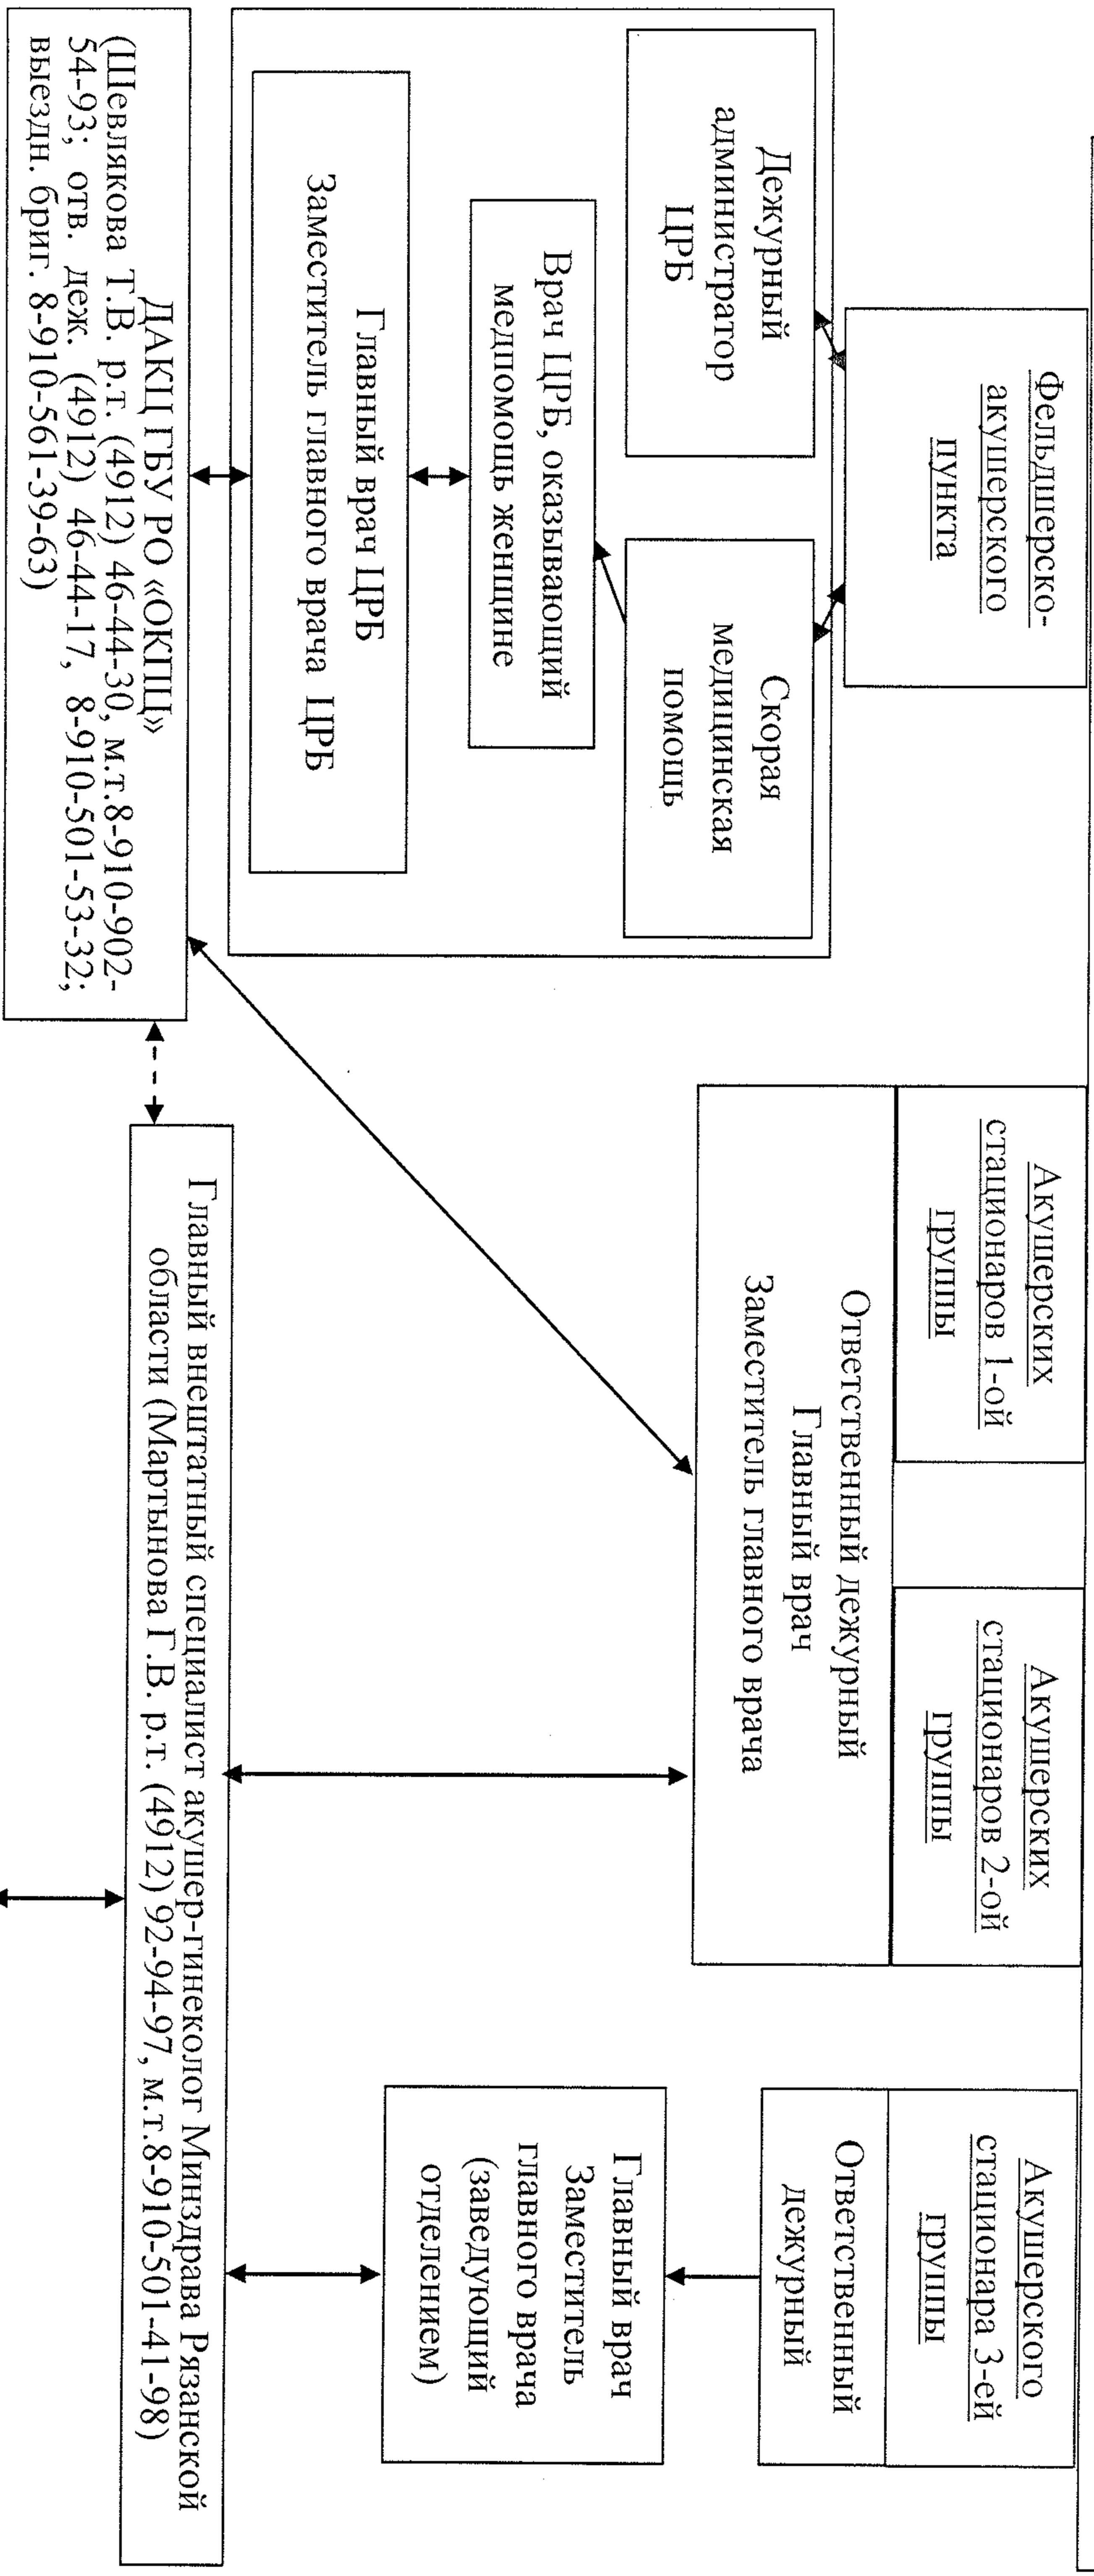 Фельдшерско-
акушерского
пункта
Акушерских
стационаров 1-ой
группы
Акушерских
стационаров 2-ой
группы
Акушерского
стационара 3-ей
группы
Дежурный
администратор
ЦРБ
Скорая
медицинская
помощь
Ответственный дежурный
Главный врач
Заместитель главного врача
Ответственный
дежурный
Врач ЦРБ, оказывающий
медпомощь женщине
Главный врач
Заместитель
главного врача
(заведующий
отделением)
Главный врач ЦРБ
Заместитель главного врача ЦРБ
ДАКЦ ГБУ РО «ОКПЦ»
(Шевлякова Т.В. р.т. (4912) 46-44-30, м.т.8-910-902-
54-93; отв. деж. (4912) 46-44-17, 8-910-501-53-32;
выездн. бриг. 8-910-561-39-63)
Главный внештатный специалист акушер-гинеколог Минздрава Рязанской
области (Мартынова Г.В. р.т. (4912) 92-94-97, м.т.8-910-501-41-98)